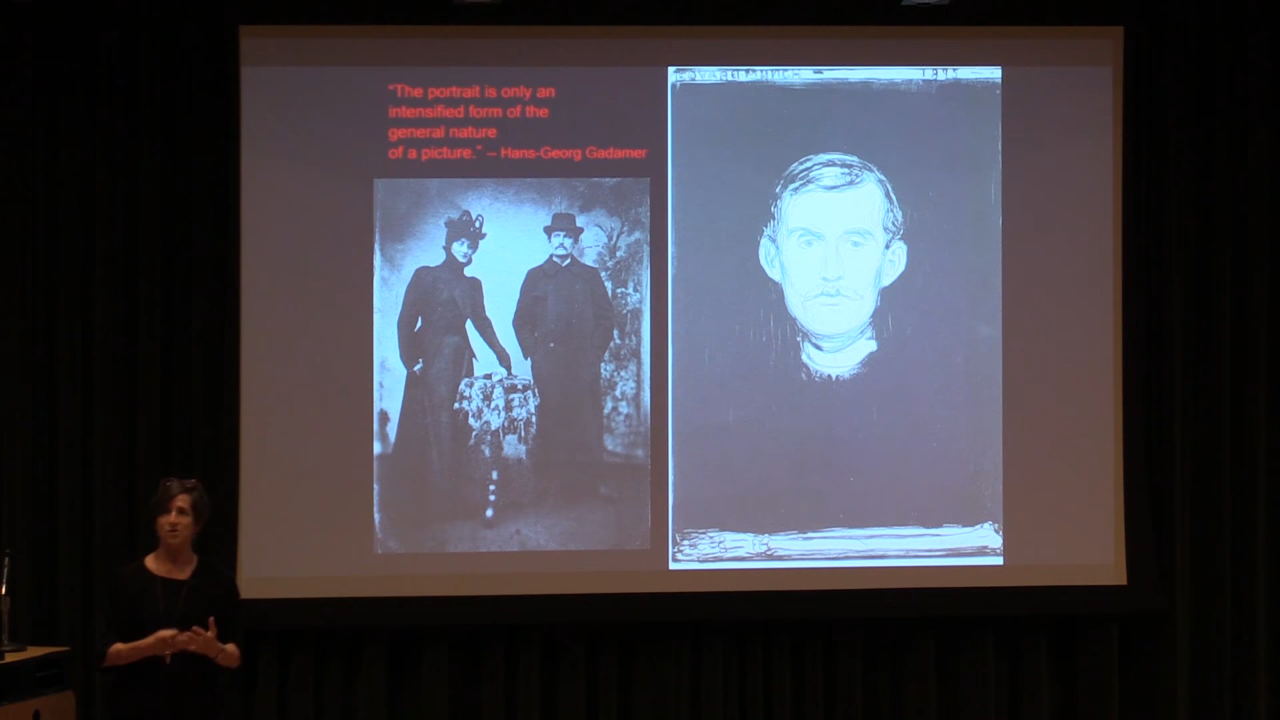 "The portrait is only an
intensified form of the
general nature
of a picture." – Hans-Georg Gadamer